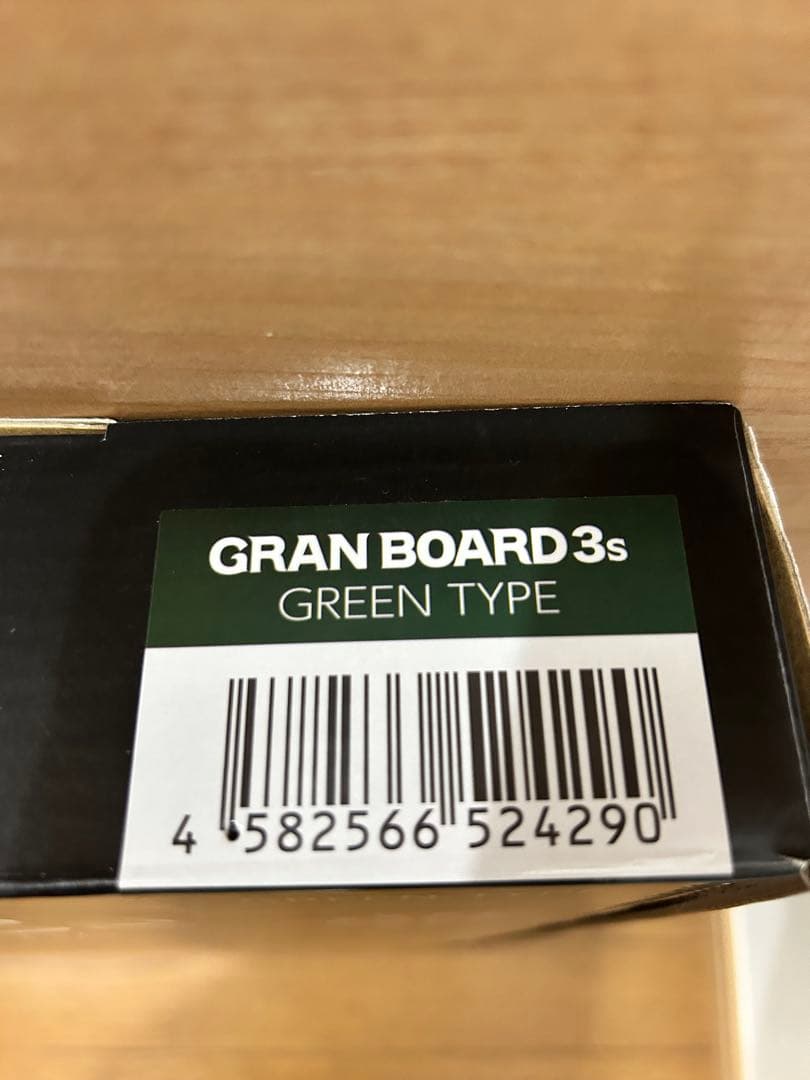 GRAN BOARD 3s
GREEN TYPE
4 582566 524290